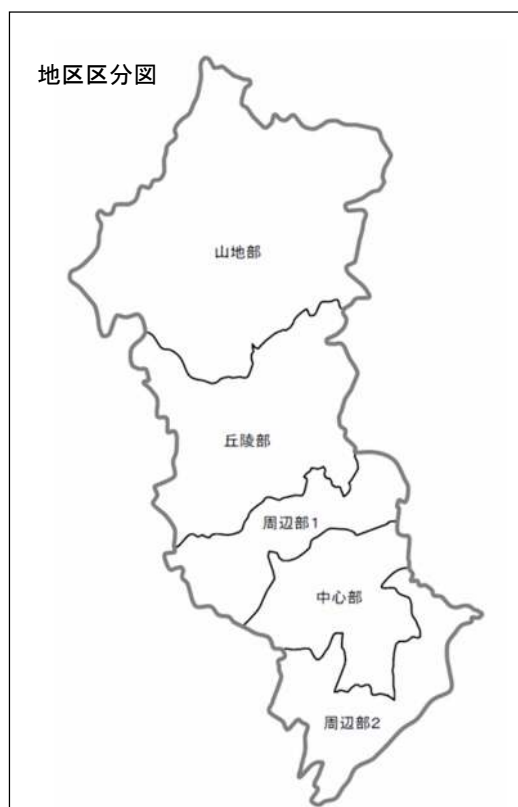 地区区分図
山地部
丘陵部
周辺部1
中心部
周辺部2